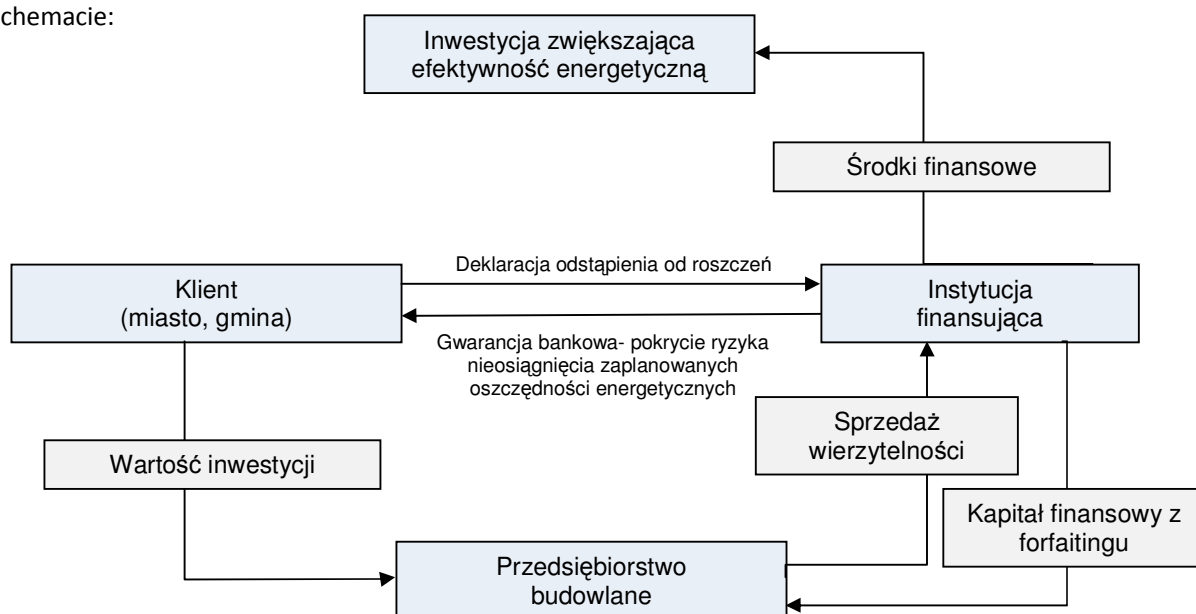 chemacie:
Inwestycja zwiększająca
efektywność energetyczną
Środki finansowe
Deklaracja odstąpienia od roszczeń
Klient
(miasto, gmina)
Instytucja
finansująca
Gwarancja bankowa- pokrycie ryzyka
nieosiągnięcia zaplanowanych
oszczędności energetycznych
Sprzedaż
wierzytelności
Wartość inwestycji
Kapitał finansowy z
forfaitingu
Przedsiębiorstwo
budowlane